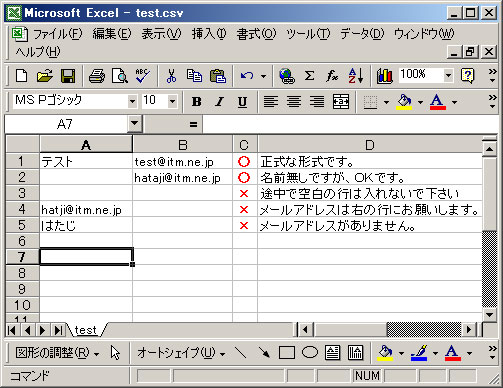 Microsoft Excel - test.csv
ファイル(F) 編集(E) 表示(V) 挿入(I) 書式(O) ツール(T) データ(D) ウィンドウ(W)
ヘルプ(H)
100%
MS Pゴシック 10 B I U
A7 =
A B C D
1 テスト test@itm.ne.jp ○ 正式な形式です。
2 hataji@itm.ne.jp ○ 名前無しですが、OKです。
3 × 途中で空白の行は入れないで下さい
4 hatji@itm.ne.jp × メールアドレスは右の行にお願いします。
5 はたじ × メールアドレスがありません。
6
7
8
9
10
11
test
図形の調整(R) オートシェイプ(U)
コマンド NUM